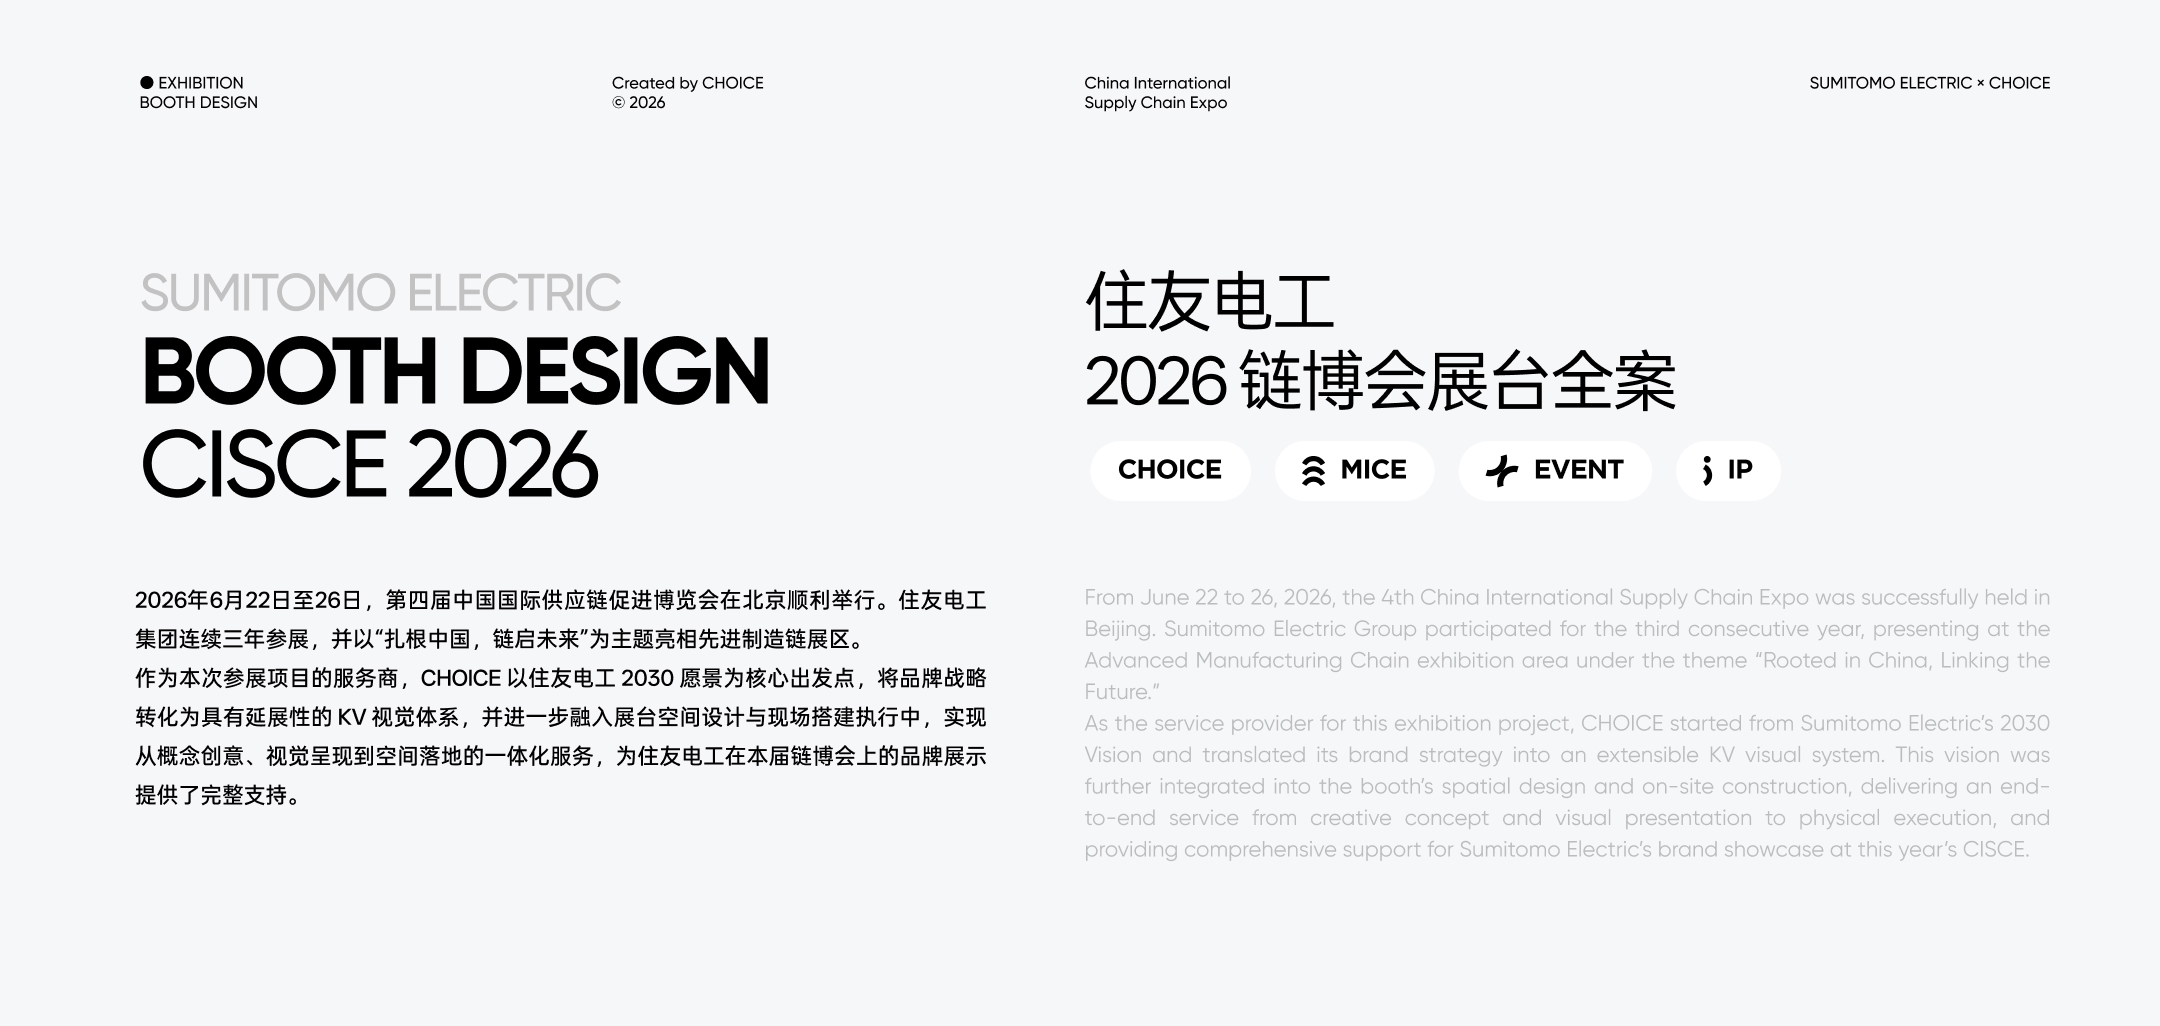 ● EXHIBITION
BOOTH DESIGN
Created by CHOICE
© 2026
China International
Supply Chain Expo
SUMITOMO ELECTRIC × CHOICE
SUMITOMO ELECTRIC
BOOTH DESIGN
CISCE 2026
住友电工
2026 链博会展台全案
CHOICE
MICE
EVENT
IP
2026年6月22日至26日，第四届中国国际供应链促进博览会在北京顺利举行。住友电工
集团连续三年参展，并以“扎根中国，链启未来”为主题亮相先进制造链展区。
作为本次参展项目的服务商，CHOICE 以住友电工 2030 愿景为核心出发点，将品牌战略
转化为具有延展性的 KV 视觉体系，并进一步融入展台空间设计与现场搭建执行中，实现
从概念创意、视觉呈现到空间落地的一体化服务，为住友电工在本届链博会上的品牌展示
提供了完整支持。
From June 22 to 26, 2026, the 4th China International Supply Chain Expo was successfully held in
Beijing. Sumitomo Electric Group participated for the third consecutive year, presenting at the
Advanced Manufacturing Chain exhibition area under the theme “Rooted in China, Linking the
Future.”
As the service provider for this exhibition project, CHOICE started from Sumitomo Electric’s 2030
Vision and translated its brand strategy into an extensible KV visual system. This vision was
further integrated into the booth’s spatial design and on-site construction, delivering an end-
to-end service from creative concept and visual presentation to physical execution, and
providing comprehensive support for Sumitomo Electric’s brand showcase at this year’s CISCE.